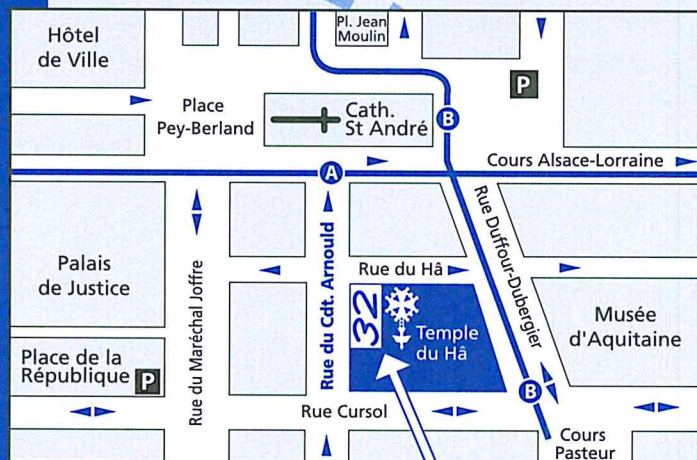 Pl. Jean
Moulin
Hôtel
de Ville
P
Place
Pey-Berland
Cath.
St André
B
Cours Alsace-Lorraine
A
Rue du Maréchal Joffre
Rue du Cdt. Arnould
Rue Duffour-Dubergier
Palais
de Justice
Rue du Hâ
32
Temple
du Hâ
Musée
d'Aquitaine
Place de la
République P
Rue Cursol
B
Cours
Pasteur